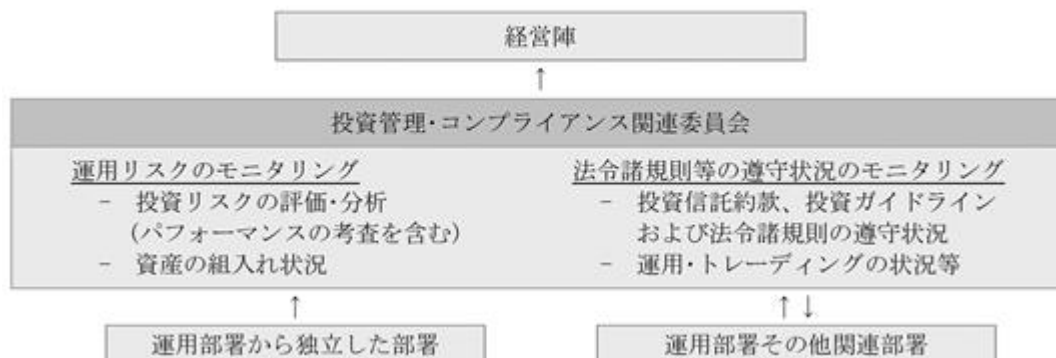 経営陣
↑
投資管理・コンプライアンス関連委員会
運用リスクのモニタリング
－ 投資リスクの評価・分析
(パフォーマンスの考査を含む)
－ 資産の組入れ状況
法令諸規則等の遵守状況のモニタリング
－ 投資信託約款、投資ガイドライン
および法令諸規則の遵守状況
－ 運用・トレーディングの状況等
↑
↑↓
運用部署から独立した部署
運用部署その他関連部署